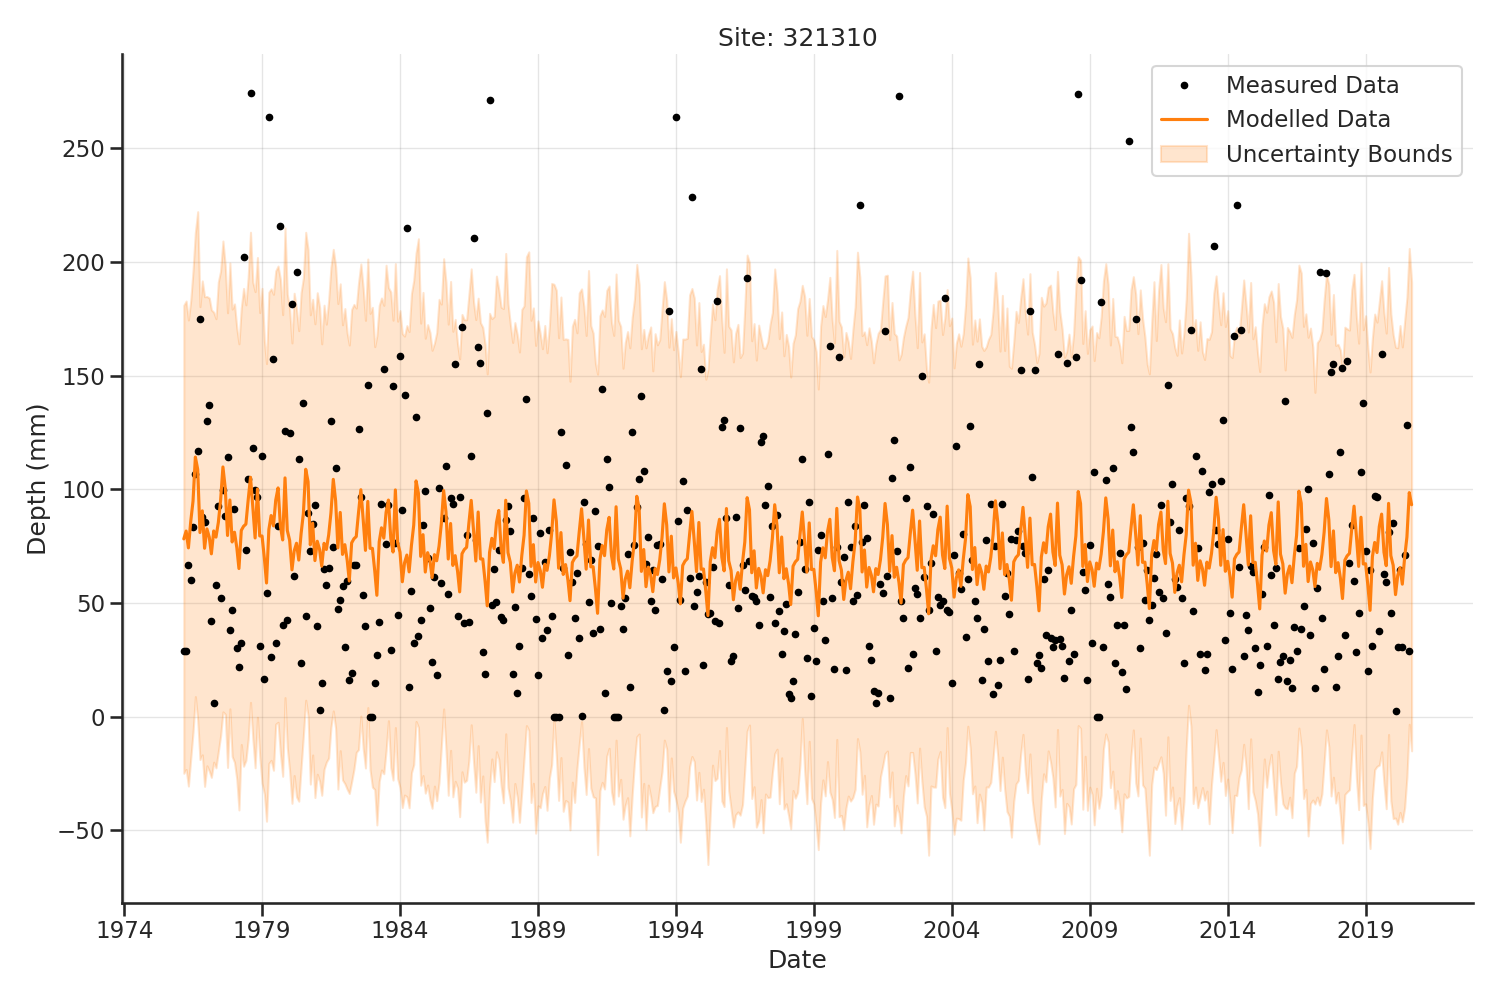 Site: 321310
Measured Data
Modelled Data
Uncertainty Bounds
Depth (mm)
250
200
150
100
50
0
−50
1974
1979
1984
1989
1994
1999
2004
2009
2014
2019
Date